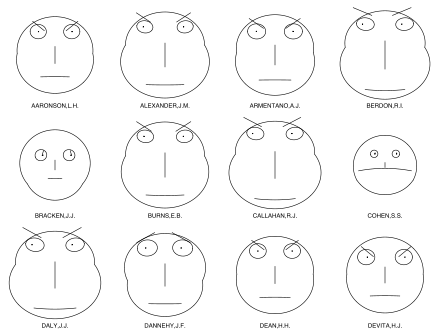 AARONSON,L.H.
ALEXANDER,J.M.
ARMENTANO,A.J.
BERDON,R.I.
BRACKEN,J.J.
BURNS,E.B.
CALLAHAN,R.J.
COHEN,S.S.
DALY,J.J.
DANNEHY,J.F.
DEAN,H.H.
DEVITA,H.J.